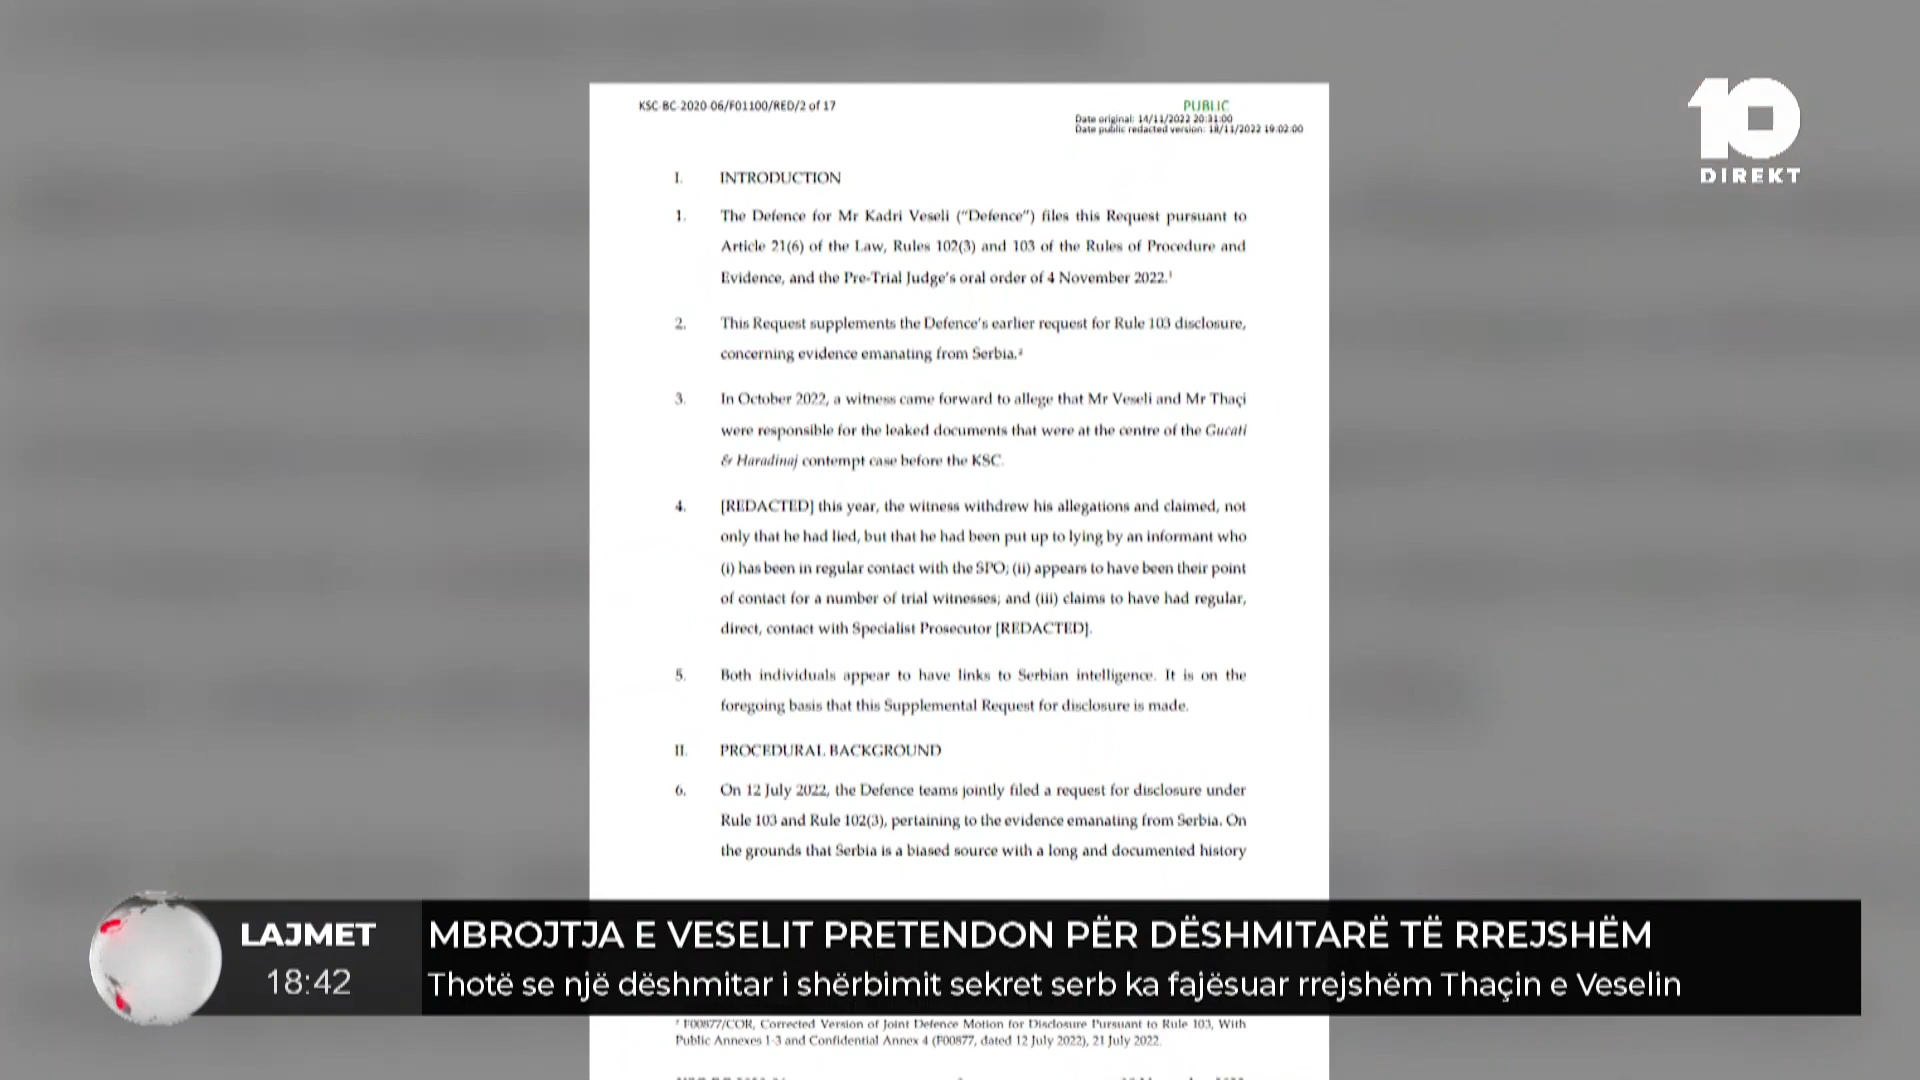 KSC-BC-2020-06/F01100/RED/2 of 17
PUBLIC
Date original: 14/11/2022 20:31:00
Date public redacted version: 18/11/2022 19:02:00
10
DIREKT
I. INTRODUCTION
1. The Defence for Mr Kadri Veseli (“Defence”) files this Request pursuant to
Article 21(6) of the Law, Rules 102(3) and 103 of the Rules of Procedure and
Evidence, and the Pre-Trial Judge’s oral order of 4 November 2022.¹
2. This Request supplements the Defence’s earlier request for Rule 103 disclosure,
concerning evidence emanating from Serbia.²
3. In October 2022, a witness came forward to allege that Mr Veseli and Mr Thaçi
were responsible for the leaked documents that were at the centre of the Gucati
& Haradinaj contempt case before the KSC.
4. [REDACTED] this year, the witness withdrew his allegations and claimed, not
only that he had lied, but that he had been put up to lying by an informant who
(i) has been in regular contact with the SPO; (ii) appears to have been their point
of contact for a number of trial witnesses; and (iii) claims to have had regular,
direct, contact with Specialist Prosecutor [REDACTED].
5. Both individuals appear to have links to Serbian intelligence. It is on the
foregoing basis that this Supplemental Request for disclosure is made.
II. PROCEDURAL BACKGROUND
6. On 12 July 2022, the Defence teams jointly filed a request for disclosure under
Rule 103 and Rule 102(3), pertaining to the evidence emanating from Serbia. On
the grounds that Serbia is a biased source with a long and documented history
LAJMET
18:42
MBROJTJA E VESELIT PRETENDON PËR DËSHMITARË TË RREJSHËM
Thotë se një dëshmitar i shërbimit sekret serb ka fajësuar rrejshëm Thaçin e Veselin
² F00877/COR, Corrected Version of Joint Defence Motion for Disclosure Pursuant to Rule 103, With
Public Annexes 1-3 and Confidential Annex 4 (F00877, dated 12 July 2022), 21 July 2022.